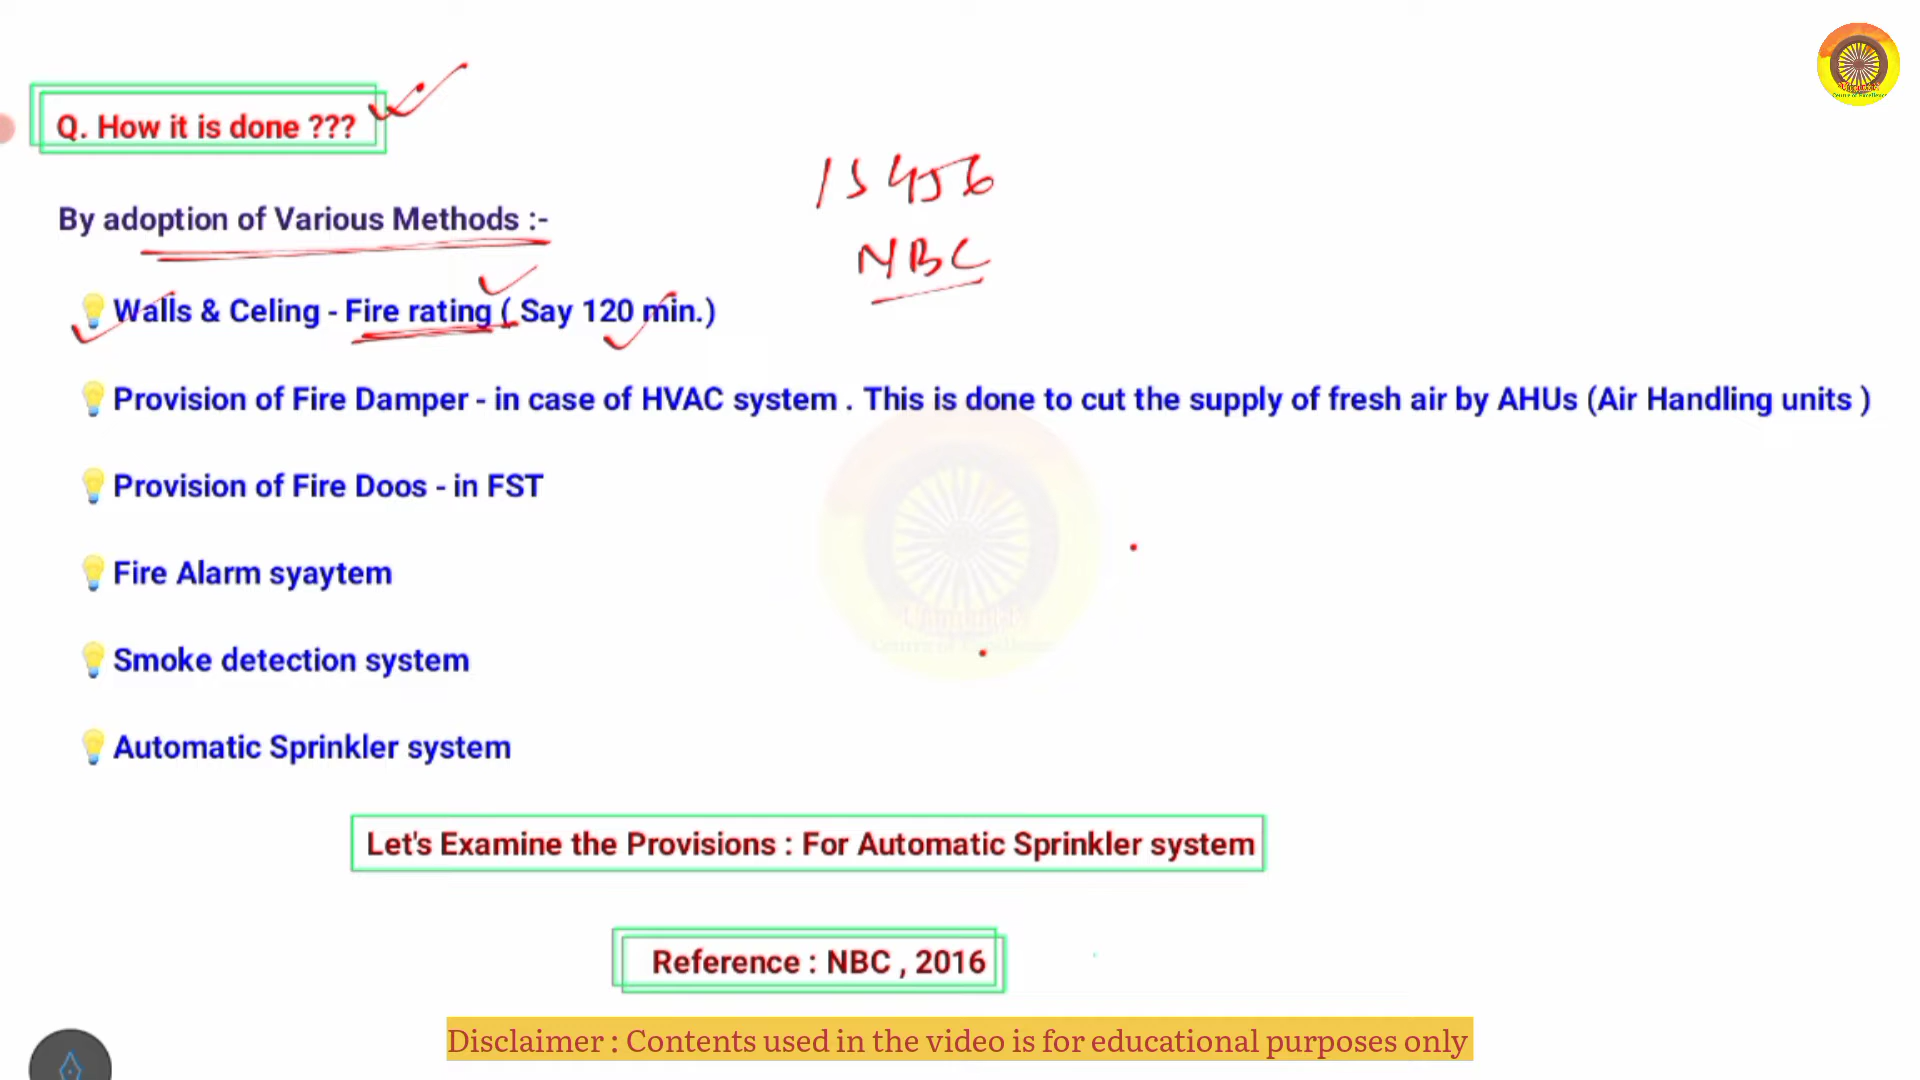 Q. How it is done ???
IS 456
NBC
By adoption of Various Methods :-
Walls & Celing - Fire rating ( Say 120 min.)
Provision of Fire Damper - in case of HVAC system . This is done to cut the supply of fresh air by AHUs (Air Handling units )
Provision of Fire Doos - in FST
Fire Alarm syaytem
Smoke detection system
Automatic Sprinkler system
Let's Examine the Provisions : For Automatic Sprinkler system
Reference : NBC , 2016
Disclaimer : Contents used in the video is for educational purposes only